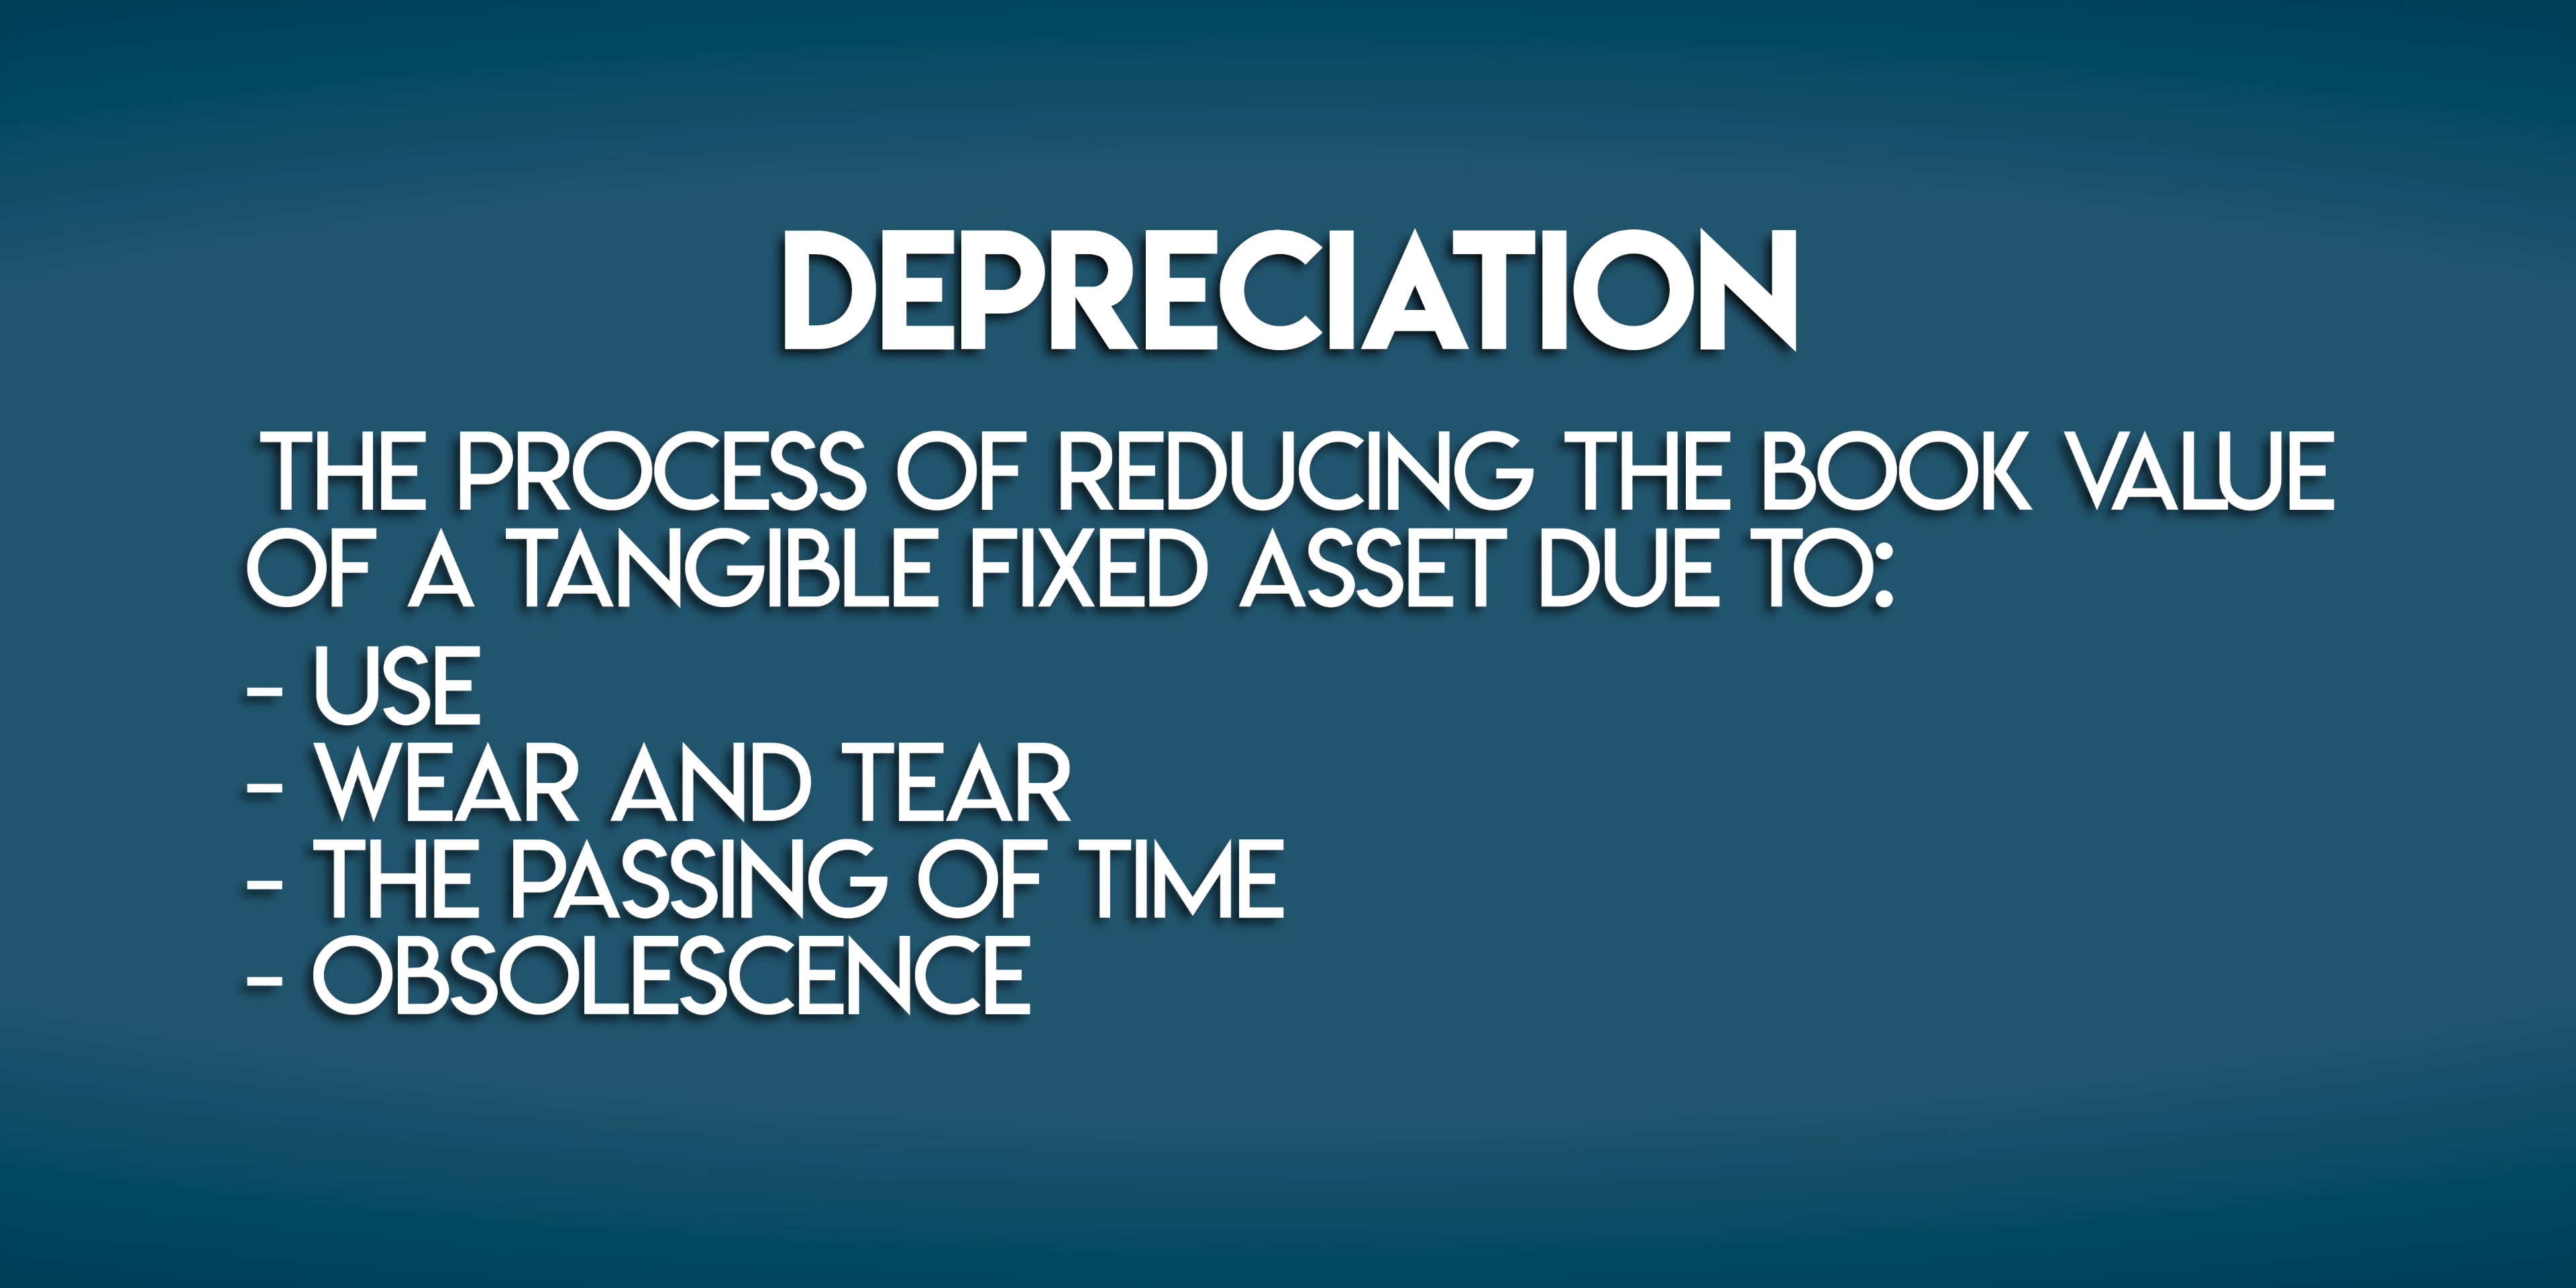 DEPRECIATION
THE PROCESS OF REDUCING THE BOOK VALUE
OF A TANGIBLE FIXED ASSET DUE TO:
- USE
- WEAR AND TEAR
- THE PASSING OF TIME
- OBSOLESCENCE